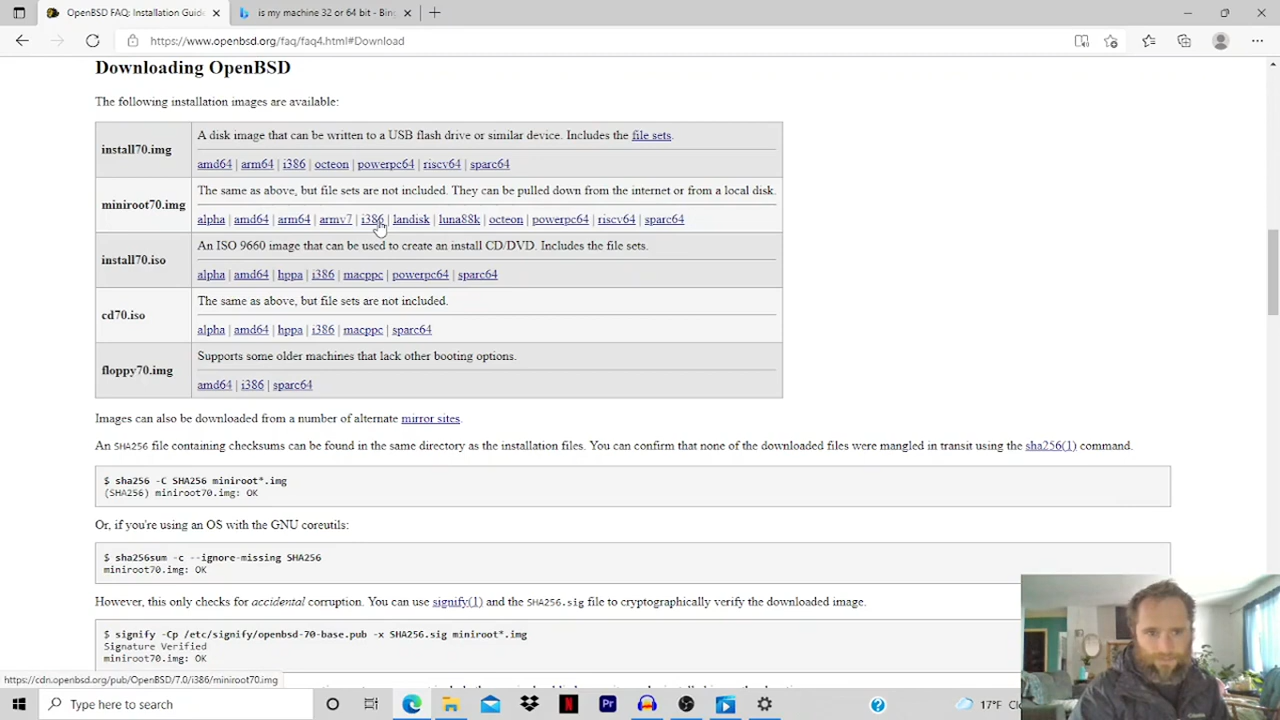 OpenBSD FAQ: Installation Guide
is my machine 32 or 64 bit - Bing
https://www.openbsd.org/faq/faq4.html#Download
Downloading OpenBSD
The following installation images are available:
install70.img
A disk image that can be written to a USB flash drive or similar device. Includes the file sets.
amd64 | arm64 | i386 | octeon | powerpc64 | riscv64 | sparc64
miniroot70.img
The same as above, but file sets are not included. They can be pulled down from the internet or from a local disk.
alpha | amd64 | arm64 | armv7 | i386 | landisk | luna88k | octeon | powerpc64 | riscv64 | sparc64
install70.iso
An ISO 9660 image that can be used to create an install CD/DVD. Includes the file sets.
alpha | amd64 | hppa | i386 | macppc | powerpc64 | sparc64
cd70.iso
The same as above, but file sets are not included.
alpha | amd64 | hppa | i386 | macppc | sparc64
floppy70.img
Supports some older machines that lack other booting options.
amd64 | i386 | sparc64
Images can also be downloaded from a number of alternate mirror sites.
An SHA256 file containing checksums can be found in the same directory as the installation files. You can confirm that none of the downloaded files were mangled in transit using the sha256(1) command.
$ sha256 -C SHA256 miniroot*.img
(SHA256) miniroot70.img: OK
Or, if you're using an OS with the GNU coreutils:
$ sha256sum -c --ignore-missing SHA256
miniroot70.img: OK
However, this only checks for accidental corruption. You can use signify(1) and the SHA256.sig file to cryptographically verify the downloaded image.
$ signify -Cp /etc/signify/openbsd-70-base.pub -x SHA256.sig miniroot*.img
Signature Verified
miniroot70.img: OK
https://cdn.openbsd.org/pub/OpenBSD/7.0/i386/miniroot70.img
Type here to search
Pr
17°F